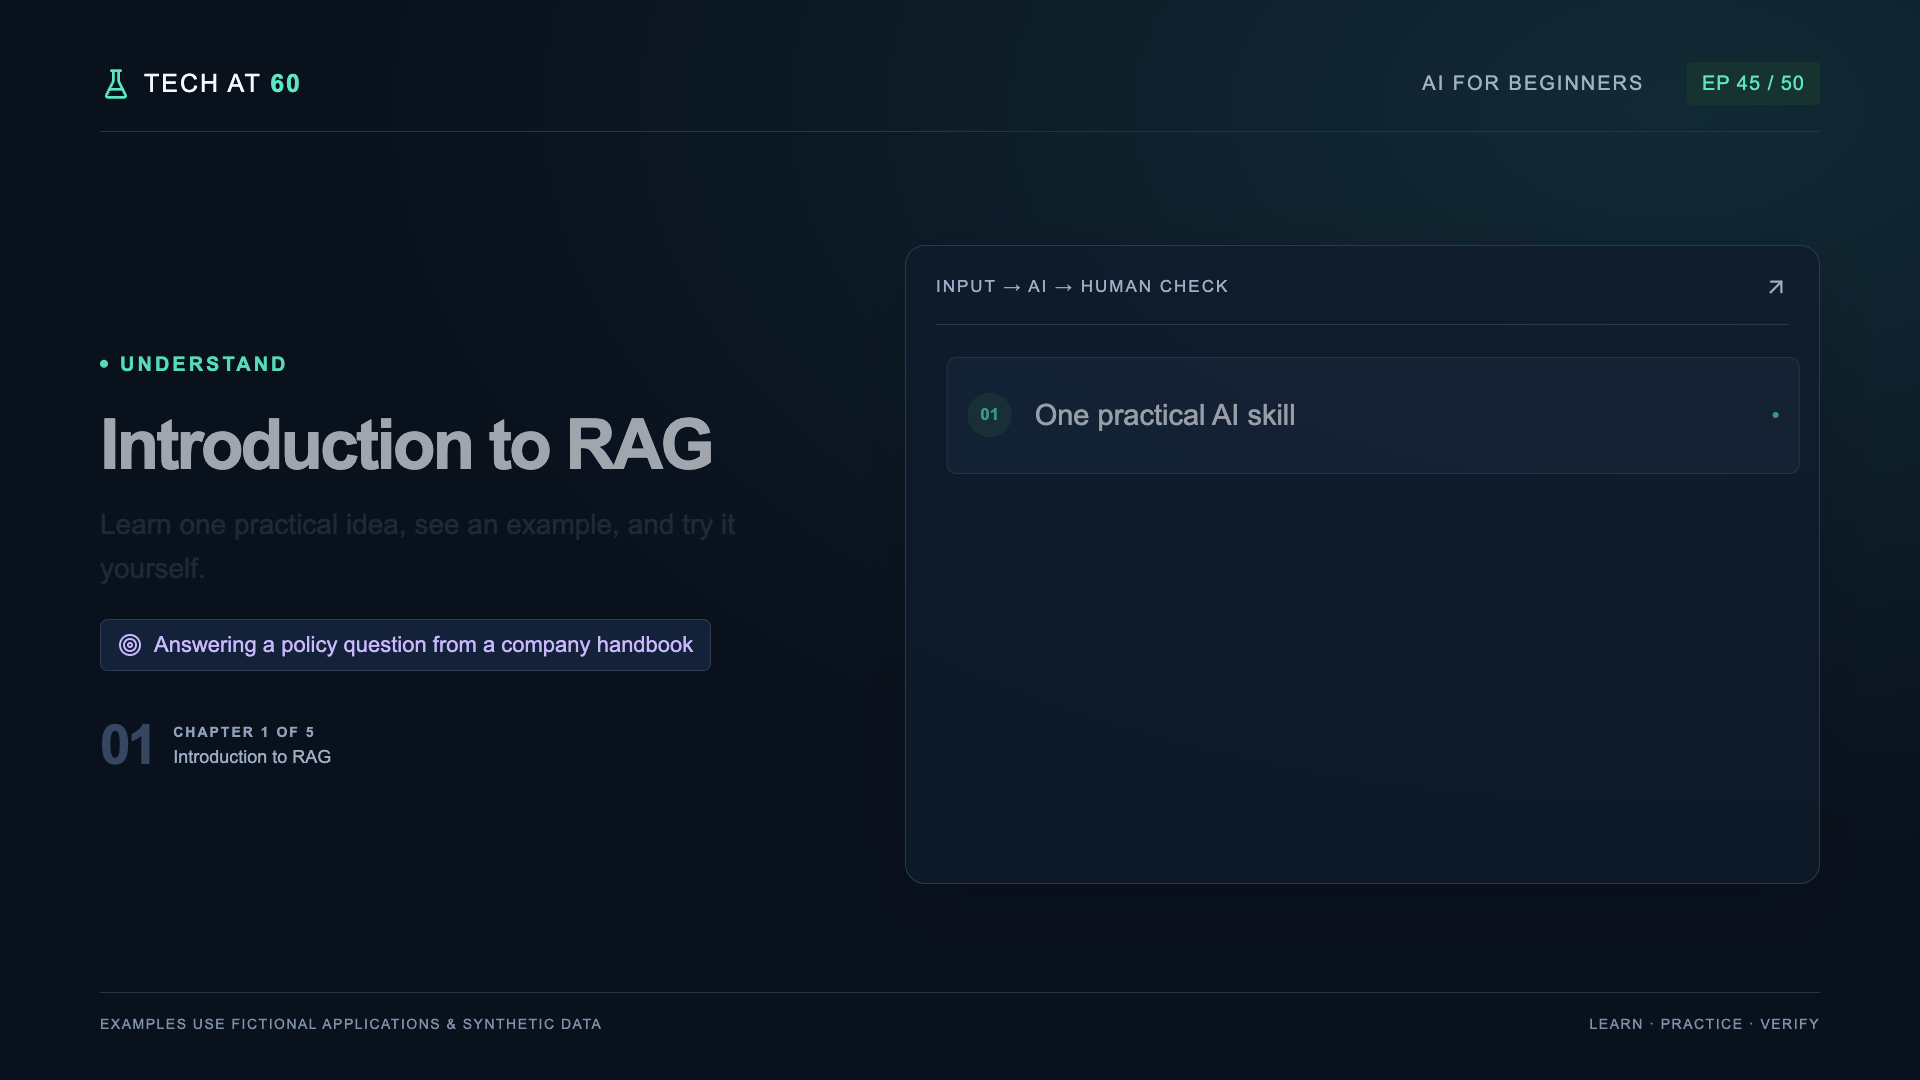 TECH AT 60
AI FOR BEGINNERS
EP 45 / 50
UNDERSTAND
Introduction to RAG
Learn one practical idea, see an example, and try it
yourself.
Answering a policy question from a company handbook
01
CHAPTER 1 OF 5
Introduction to RAG
INPUT → AI → HUMAN CHECK
01
One practical AI skill
EXAMPLES USE FICTIONAL APPLICATIONS & SYNTHETIC DATA
LEARN · PRACTICE · VERIFY